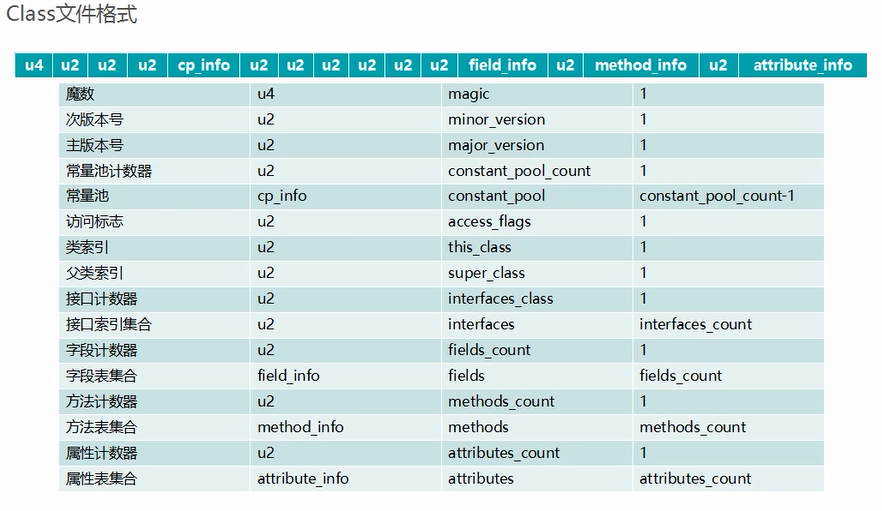 Class文件格式
u4 u2 u2 u2 cp_info u2 u2 u2 u2 u2 u2 field_info u2 method_info u2 attribute_info
魔数 u4 magic 1
次版本号 u2 minor_version 1
主版本号 u2 major_version 1
常量池计数器 u2 constant_pool_count 1
常量池 cp_info constant_pool constant_pool_count-1
访问标志 u2 access_flags 1
类索引 u2 this_class 1
父类索引 u2 super_class 1
接口计数器 u2 interfaces_class 1
接口索引集合 u2 interfaces interfaces_count
字段计数器 u2 fields_count 1
字段表集合 field_info fields fields_count
方法计数器 u2 methods_count 1
方法表集合 method_info methods methods_count
属性计数器 u2 attributes_count 1
属性表集合 attribute_info attributes attributes_count